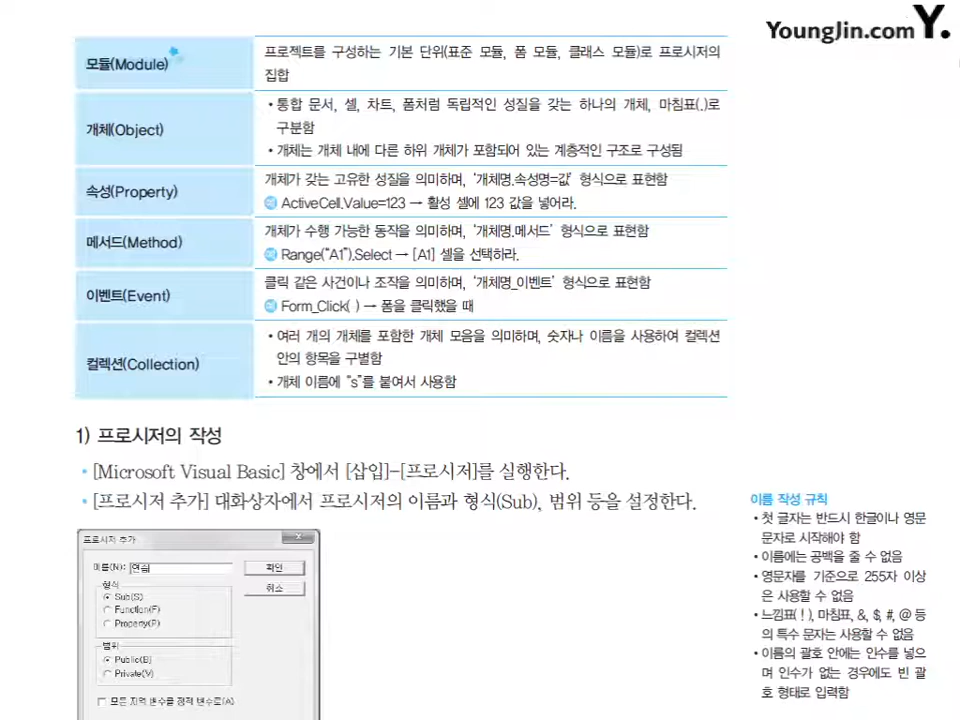 YoungJin.com Y.
모듈(Module)
프로젝트를 구성하는 기본 단위(표준 모듈, 폼 모듈, 클래스 모듈)로 프로시저의
집합
개체(Object)
• 통합 문서, 셀, 차트, 폼처럼 독립적인 성질을 갖는 하나의 개체, 마침표(.)로
구분함
• 개체는 개체 내에 다른 하위 개체가 포함되어 있는 계층적인 구조로 구성됨
속성(Property)
개체가 갖는 고유한 성질을 의미하며, ‘개체명.속성명=값’ 형식으로 표현함
예 ActiveCell.Value=123 → 활성 셀에 123 값을 넣어라.
메서드(Method)
개체가 수행 가능한 동작을 의미하며, ‘개체명.메서드’ 형식으로 표현함
예 Range(“A1”).Select → [A1] 셀을 선택하라.
이벤트(Event)
클릭 같은 사건이나 조작을 의미하며, ‘개체명_이벤트’ 형식으로 표현함
예 Form_Click( ) → 폼을 클릭했을 때
컬렉션(Collection)
• 여러 개의 개체를 포함한 개체 모음을 의미하며, 숫자나 이름을 사용하여 컬렉션
안의 항목을 구별함
• 개체 이름에 “s”를 붙여서 사용함
1) 프로시저의 작성
• [Microsoft Visual Basic] 창에서 [삽입]-[프로시저]를 실행한다.
• [프로시저 추가] 대화상자에서 프로시저의 이름과 형식(Sub), 범위 등을 설정한다.
프로시저 추가
이름(N): 연습
확인
취소
형식
Sub(S)
Function(F)
Property(P)
범위
Public(B)
Private(V)
모든 지역 변수를 정적 변수로(A)
이름 작성 규칙
• 첫 글자는 반드시 한글이나 영문
문자로 시작해야 함
• 이름에는 공백을 줄 수 없음
• 영문자를 기준으로 255자 이상
은 사용할 수 없음
• 느낌표( ! ), 마침표, &, $, #, @ 등
의 특수 문자는 사용할 수 없음
• 이름의 괄호 안에는 인수를 넣으
며 인수가 없는 경우에도 빈 괄
호 형태로 입력함